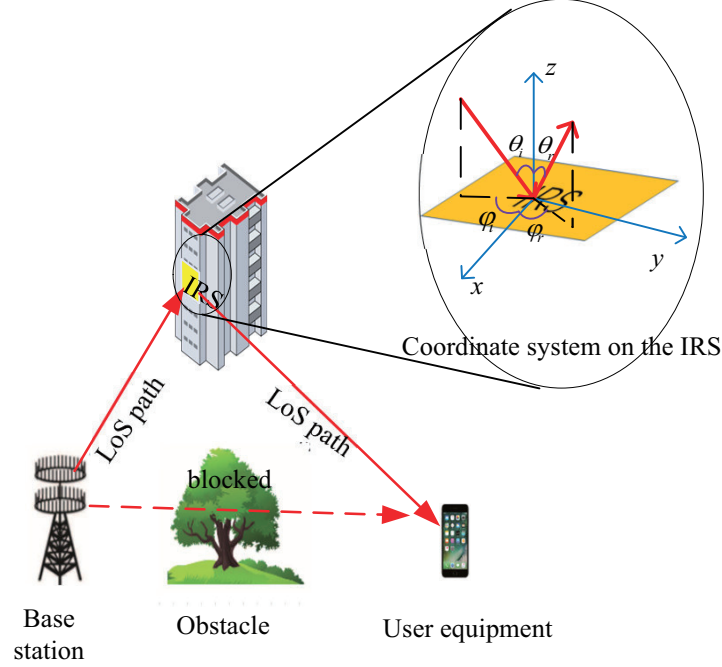 z
θi θr
IRS
φi φr
x
y
Coordinate system on the IRS
IRS
LoS path
LoS path
blocked
Base
station
Obstacle
User equipment